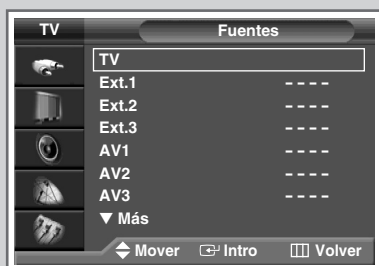 TV Fuentes
TV
Ext.1 - - - -
Ext.2 - - - -
Ext.3 - - - -
AV1 - - - -
AV2 - - - -
AV3 - - - -
▼ Más
Mover Intro Volver